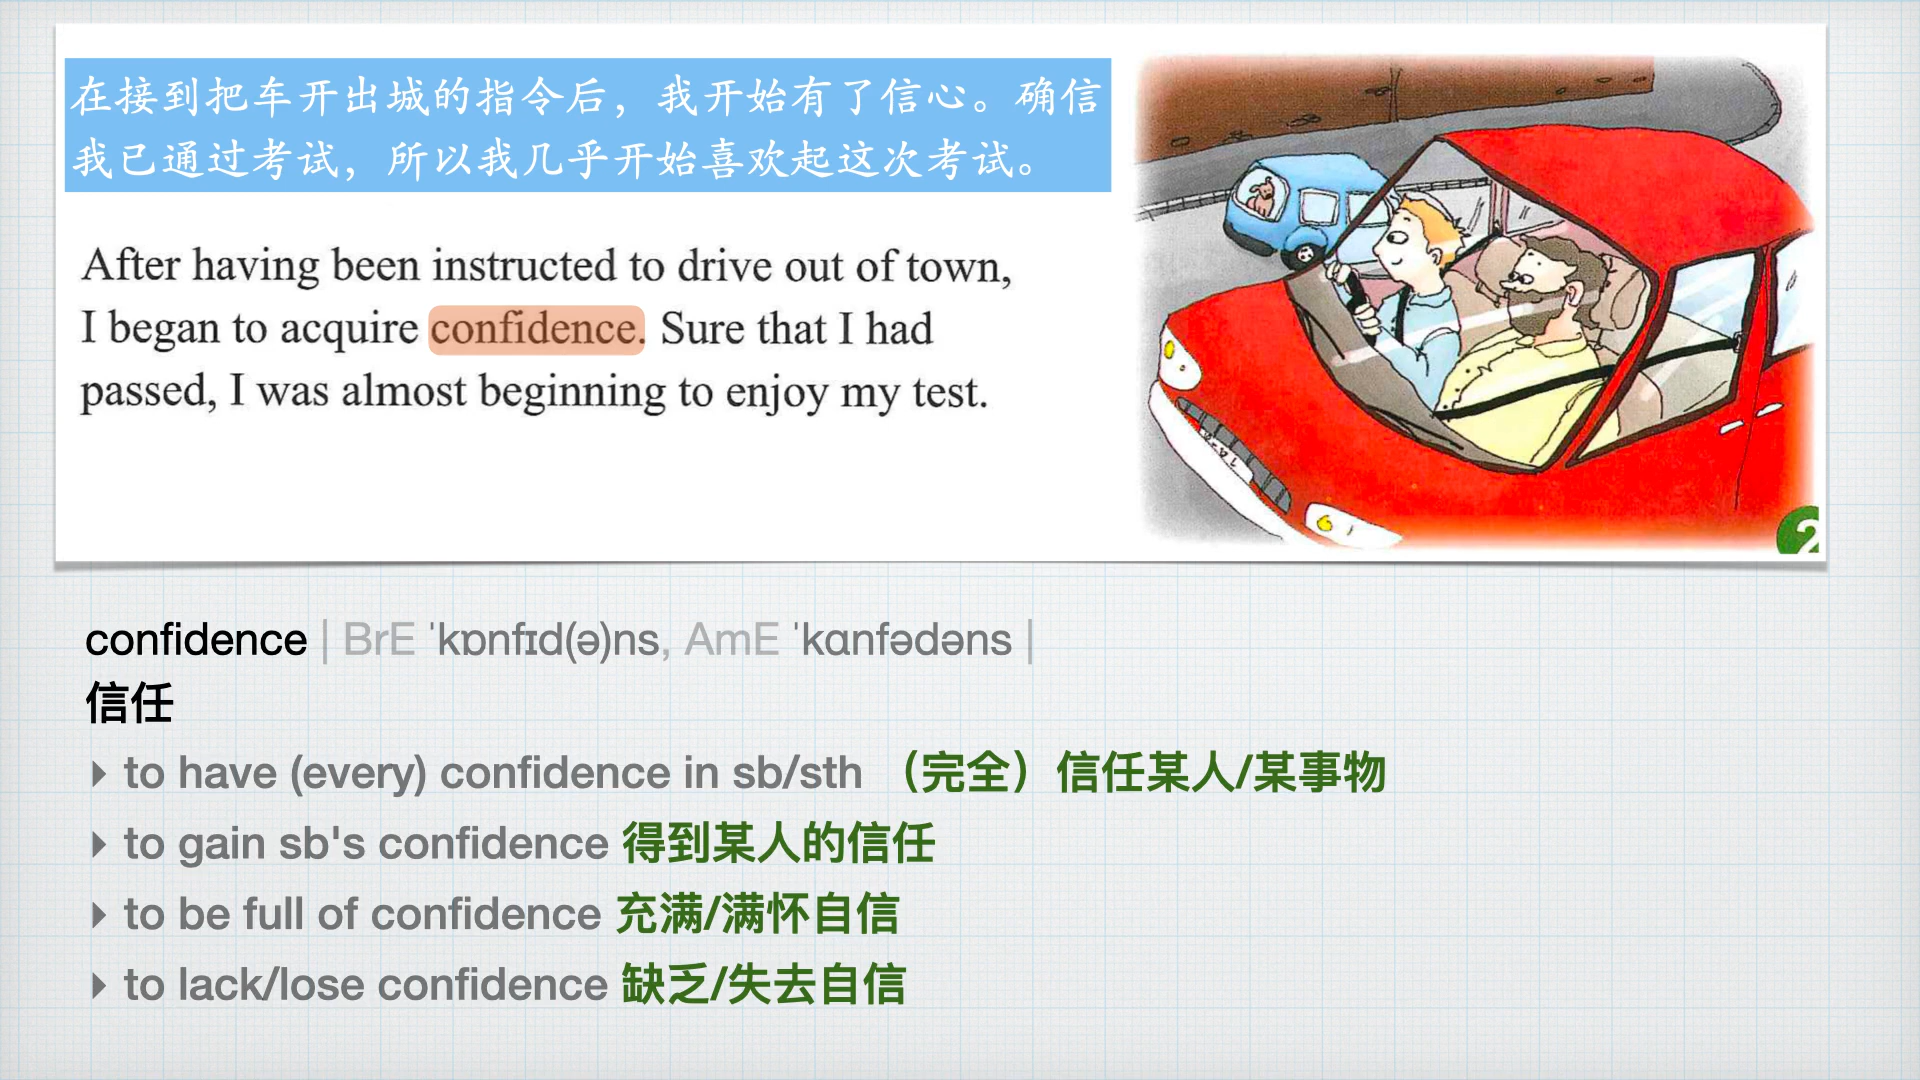 在接到把车开出城的指令后，我开始有了信心。确信
我已通过考试，所以我几乎开始喜欢起这次考试。
After having been instructed to drive out of town,
I began to acquire confidence. Sure that I had
passed, I was almost beginning to enjoy my test.
2
confidence | BrE ˈkɒnfɪd(ə)ns, AmE ˈkɑnfədəns |
信任
▸ to have (every) confidence in sb/sth （完全）信任某人/某事物
▸ to gain sb's confidence 得到某人的信任
▸ to be full of confidence 充满/满怀自信
▸ to lack/lose confidence 缺乏/失去自信